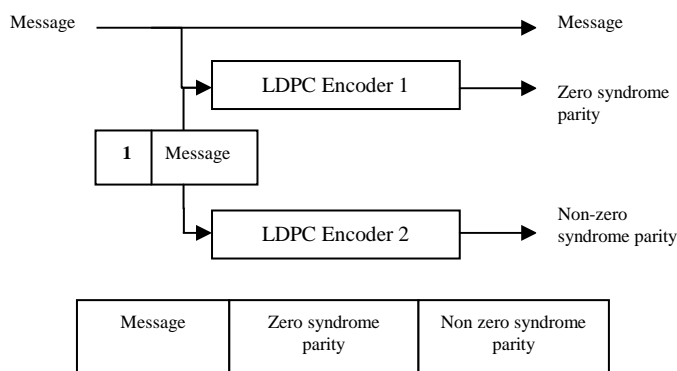 Message
Message
LDPC Encoder 1
Zero syndrome
parity
1 Message
LDPC Encoder 2
Non-zero
syndrome parity
Message Zero syndrome Non zero syndrome
parity parity